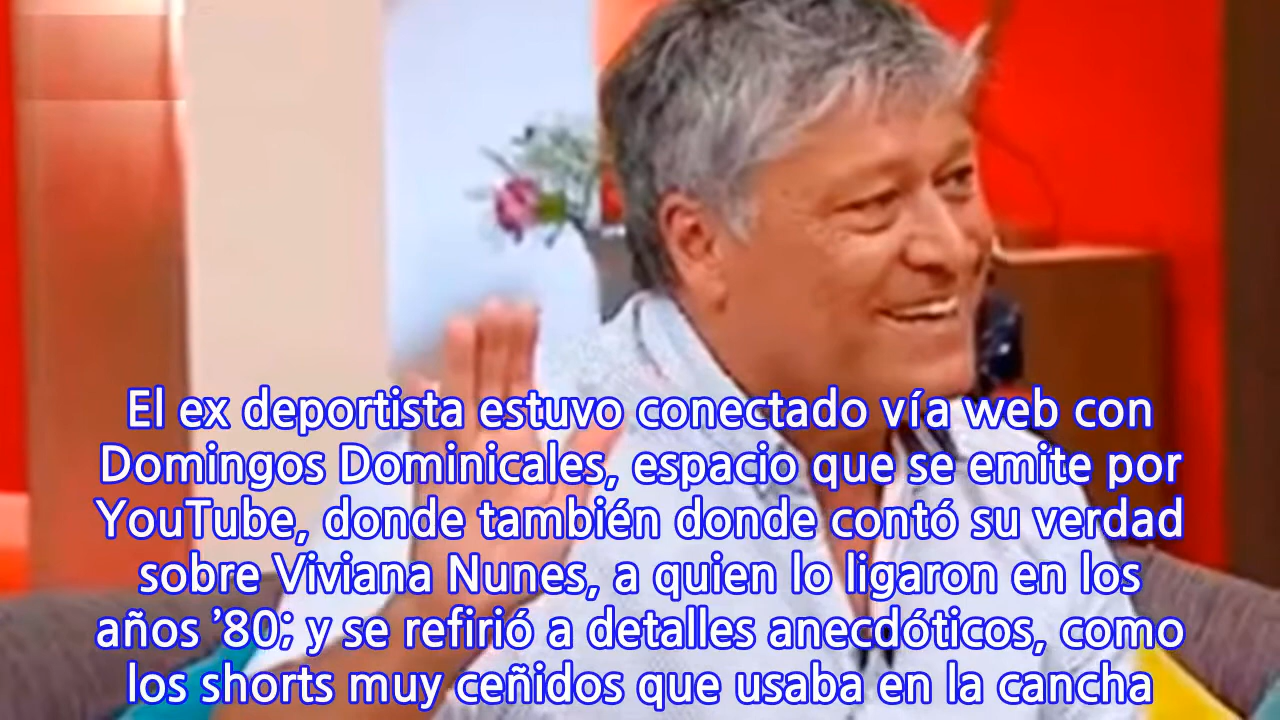 El ex deportista estuvo conectado vía web con
Domingos Dominicales, espacio que se emite por
YouTube, donde también donde contó su verdad
sobre Viviana Nunes, a quien lo ligaron en los
años ’80; y se refirió a detalles anecdóticos, como
los shorts muy ceñidos que usaba en la cancha